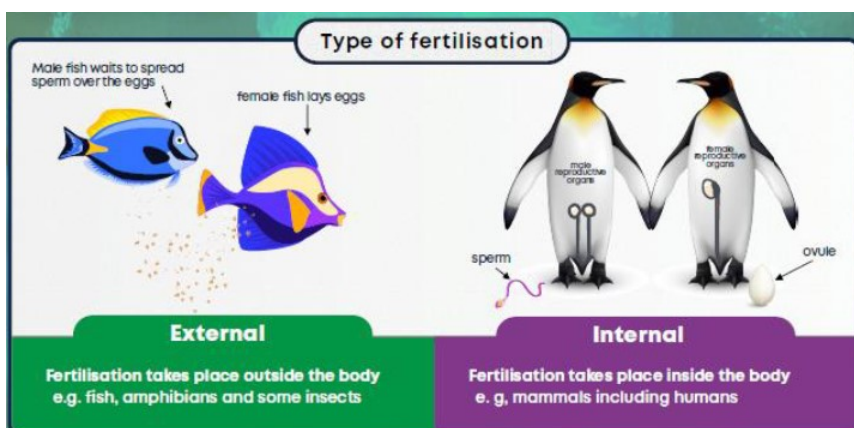 Type of fertilisation
Male fish waits to spread
sperm over the eggs
female fish lays eggs
male
reproductive
organs
female
reproductive
organs
sperm
ovule
External
Fertilisation takes place outside the body
e.g. fish, amphibians and some insects
Internal
Fertilisation takes place inside the body
e. g, mammals including humans